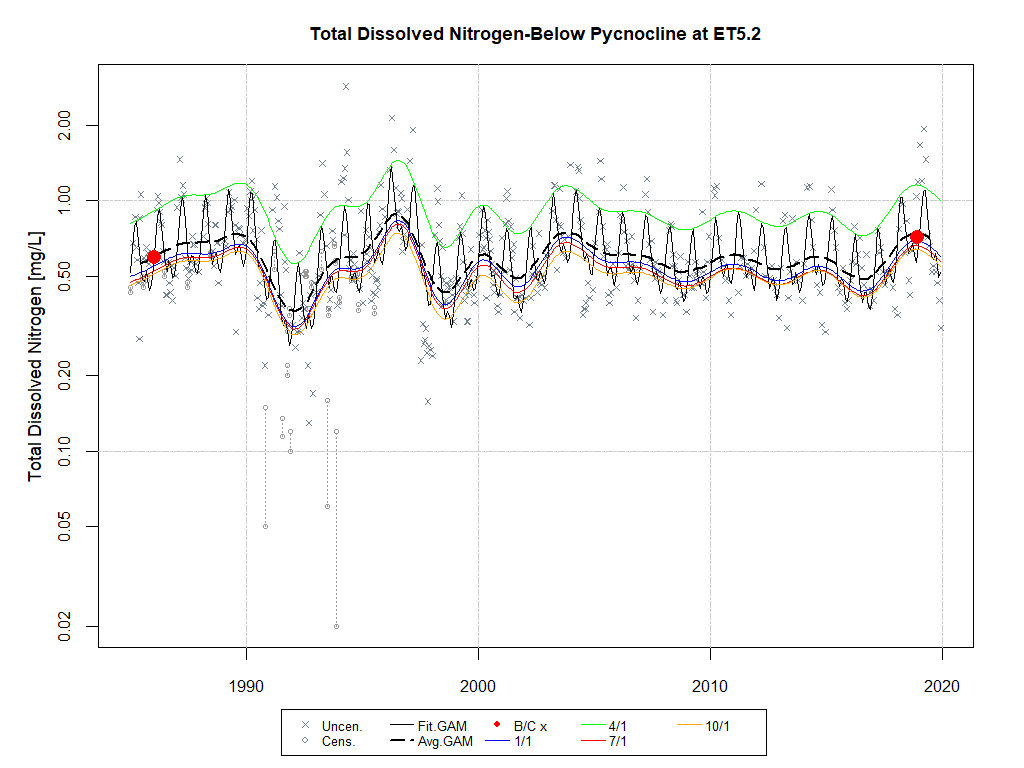 Total Dissolved Nitrogen-Below Pycnocline at ET5.2
Total Dissolved Nitrogen [mg/L]
2.00
1.00
0.50
0.20
0.10
0.05
0.02
1990 2000 2010 2020
Uncen. Fit.GAM B/C x 4/1 10/1
Cens. Avg.GAM 1/1 7/1